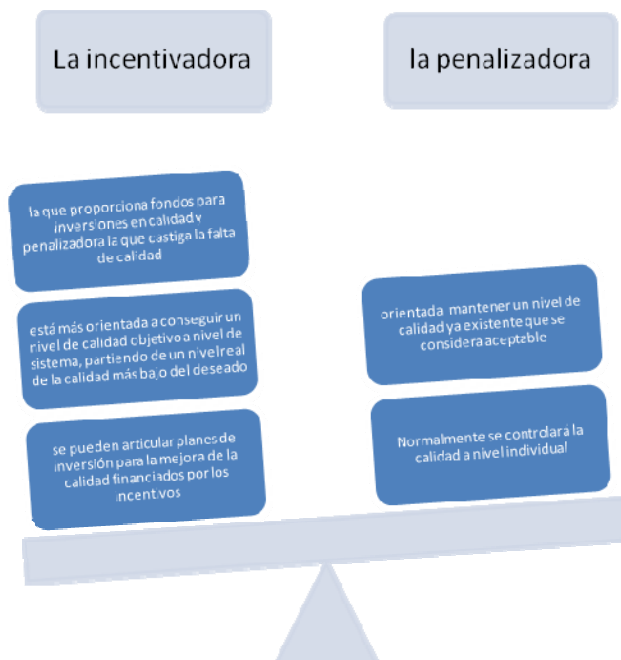 La incentivadora
la penalizadora
la que proporciona fondos para
inversiones en calidad y
penalizadora la que castiga la falta
de calidad
está más orientada a conseguir un
nivel de calidad objetivo a nivel de
sistema, partiendo de un nivel real
de la calidad más bajo del deseado
se pueden articular planes de
inversión para la mejora de la
calidad financiados por los
incentivos
orientada mantener un nivel de
calidad ya existente que se
considera aceptable
Normalmente se controlará la
calidad a nivel individual